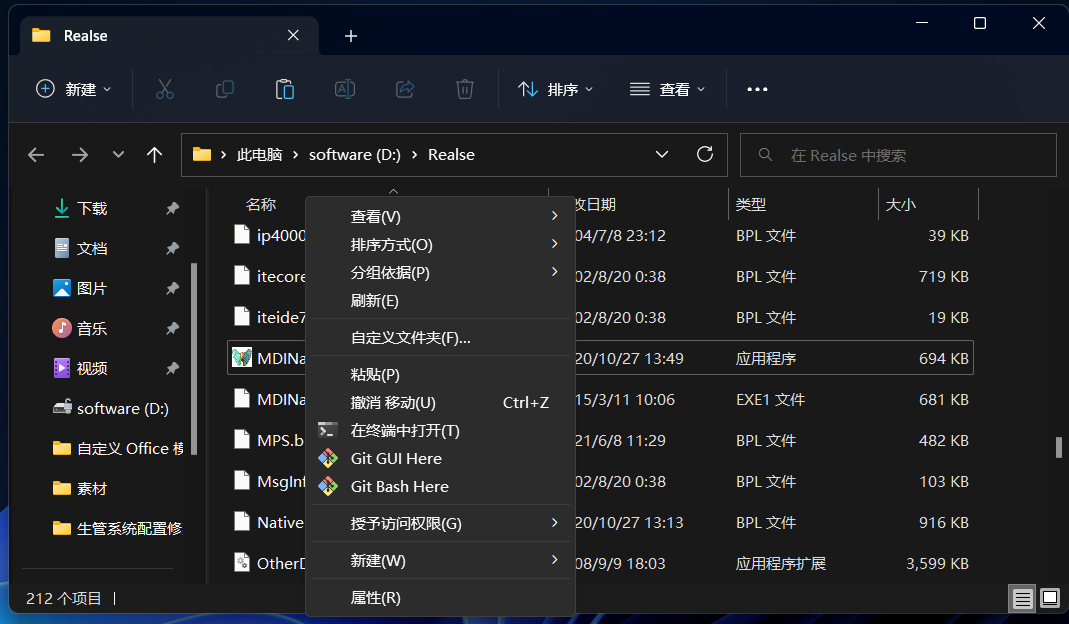 Realse
新建
排序
查看
此电脑 software (D:) Realse
在 Realse 中搜索
下载
文档
图片
音乐
视频
software (D:)
自定义 Office 模
素材
生管系统配置修
名称 改日期 类型 大小
ip4000 04/7/8 23:12 BPL 文件 39 KB
itecore 02/8/20 0:38 BPL 文件 719 KB
iteide7 02/8/20 0:38 BPL 文件 19 KB
MDINa 20/10/27 13:49 应用程序 694 KB
MDINa 15/3/11 10:06 EXE1 文件 681 KB
MPS.b 21/6/8 11:29 BPL 文件 482 KB
MsgInf 02/8/20 0:38 BPL 文件 103 KB
Native 20/10/27 13:13 BPL 文件 916 KB
OtherD 08/9/9 18:03 应用程序扩展 3,599 KB
查看(V)
排序方式(O)
分组依据(P)
刷新(E)
自定义文件夹(F)...
粘贴(P)
撤消 移动(U) Ctrl+Z
在终端中打开(T)
Git GUI Here
Git Bash Here
授予访问权限(G)
新建(W)
属性(R)
212 个项目